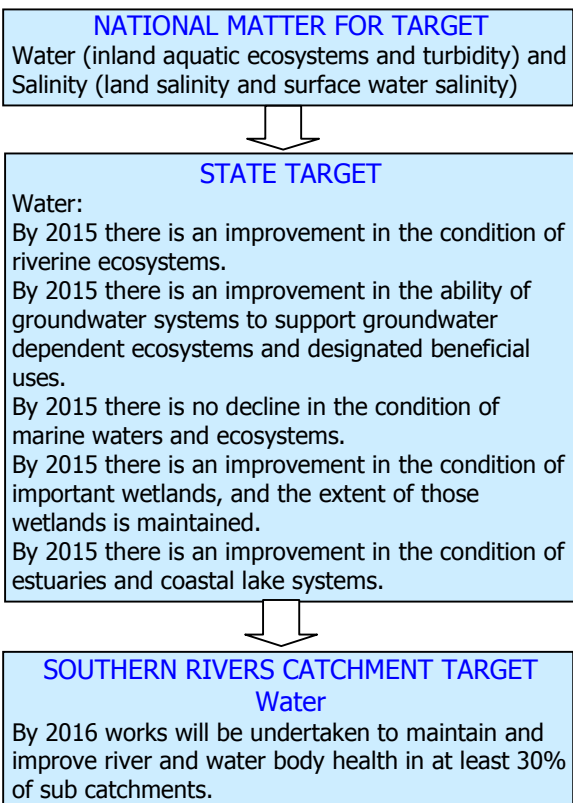 NATIONAL MATTER FOR TARGET
Water (inland aquatic ecosystems and turbidity) and
Salinity (land salinity and surface water salinity)
STATE TARGET
Water:
By 2015 there is an improvement in the condition of
riverine ecosystems.
By 2015 there is an improvement in the ability of
groundwater systems to support groundwater
dependent ecosystems and designated beneficial
uses.
By 2015 there is no decline in the condition of
marine waters and ecosystems.
By 2015 there is an improvement in the condition of
important wetlands, and the extent of those
wetlands is maintained.
By 2015 there is an improvement in the condition of
estuaries and coastal lake systems.
SOUTHERN RIVERS CATCHMENT TARGET
Water
By 2016 works will be undertaken to maintain and
improve river and water body health in at least 30%
of sub catchments.